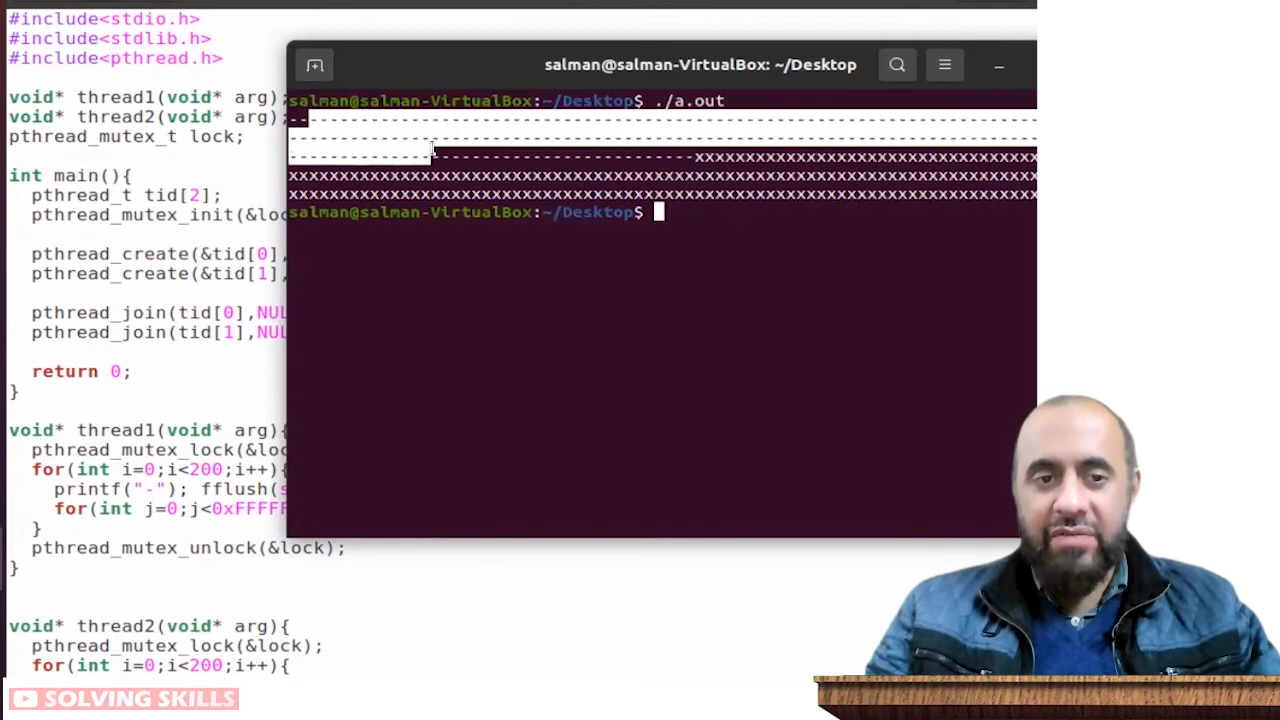 #include<stdio.h>
#include<stdlib.h>
#include<pthread.h>
void* thread1(void* arg);
void* thread2(void* arg);
pthread_mutex_t lock;
int main(){
pthread_t tid[2];
pthread_mutex_init(&loc
pthread_create(&tid[0],
pthread_create(&tid[1],
pthread_join(tid[0],NUL
pthread_join(tid[1],NUL
return 0;
}
void* thread1(void* arg){
pthread_mutex_lock(&loc
for(int i=0;i<200;i++){
printf("-"); fflush(s
for(int j=0;j<0xFFFFF
}
pthread_mutex_unlock(&lock);
}
void* thread2(void* arg){
pthread_mutex_lock(&lock);
for(int i=0;i<200;i++){
salman@salman-VirtualBox: ~/Desktop
salman@salman-VirtualBox:~/Desktop$ ./a.out
--------------------------------------------------------------------------
--------------------------------------------------------------------------
----------------------------------------xxxxxxxxxxxxxxxxxxxxxxxxxxxxxxxxxx
xxxxxxxxxxxxxxxxxxxxxxxxxxxxxxxxxxxxxxxxxxxxxxxxxxxxxxxxxxxxxxxxxxxxxxxxxx
xxxxxxxxxxxxxxxxxxxxxxxxxxxxxxxxxxxxxxxxxxxxxxxxxxxxxxxxxxxxxxxxxxxxxxxxxx
salman@salman-VirtualBox:~/Desktop$
SOLVING SKILLS